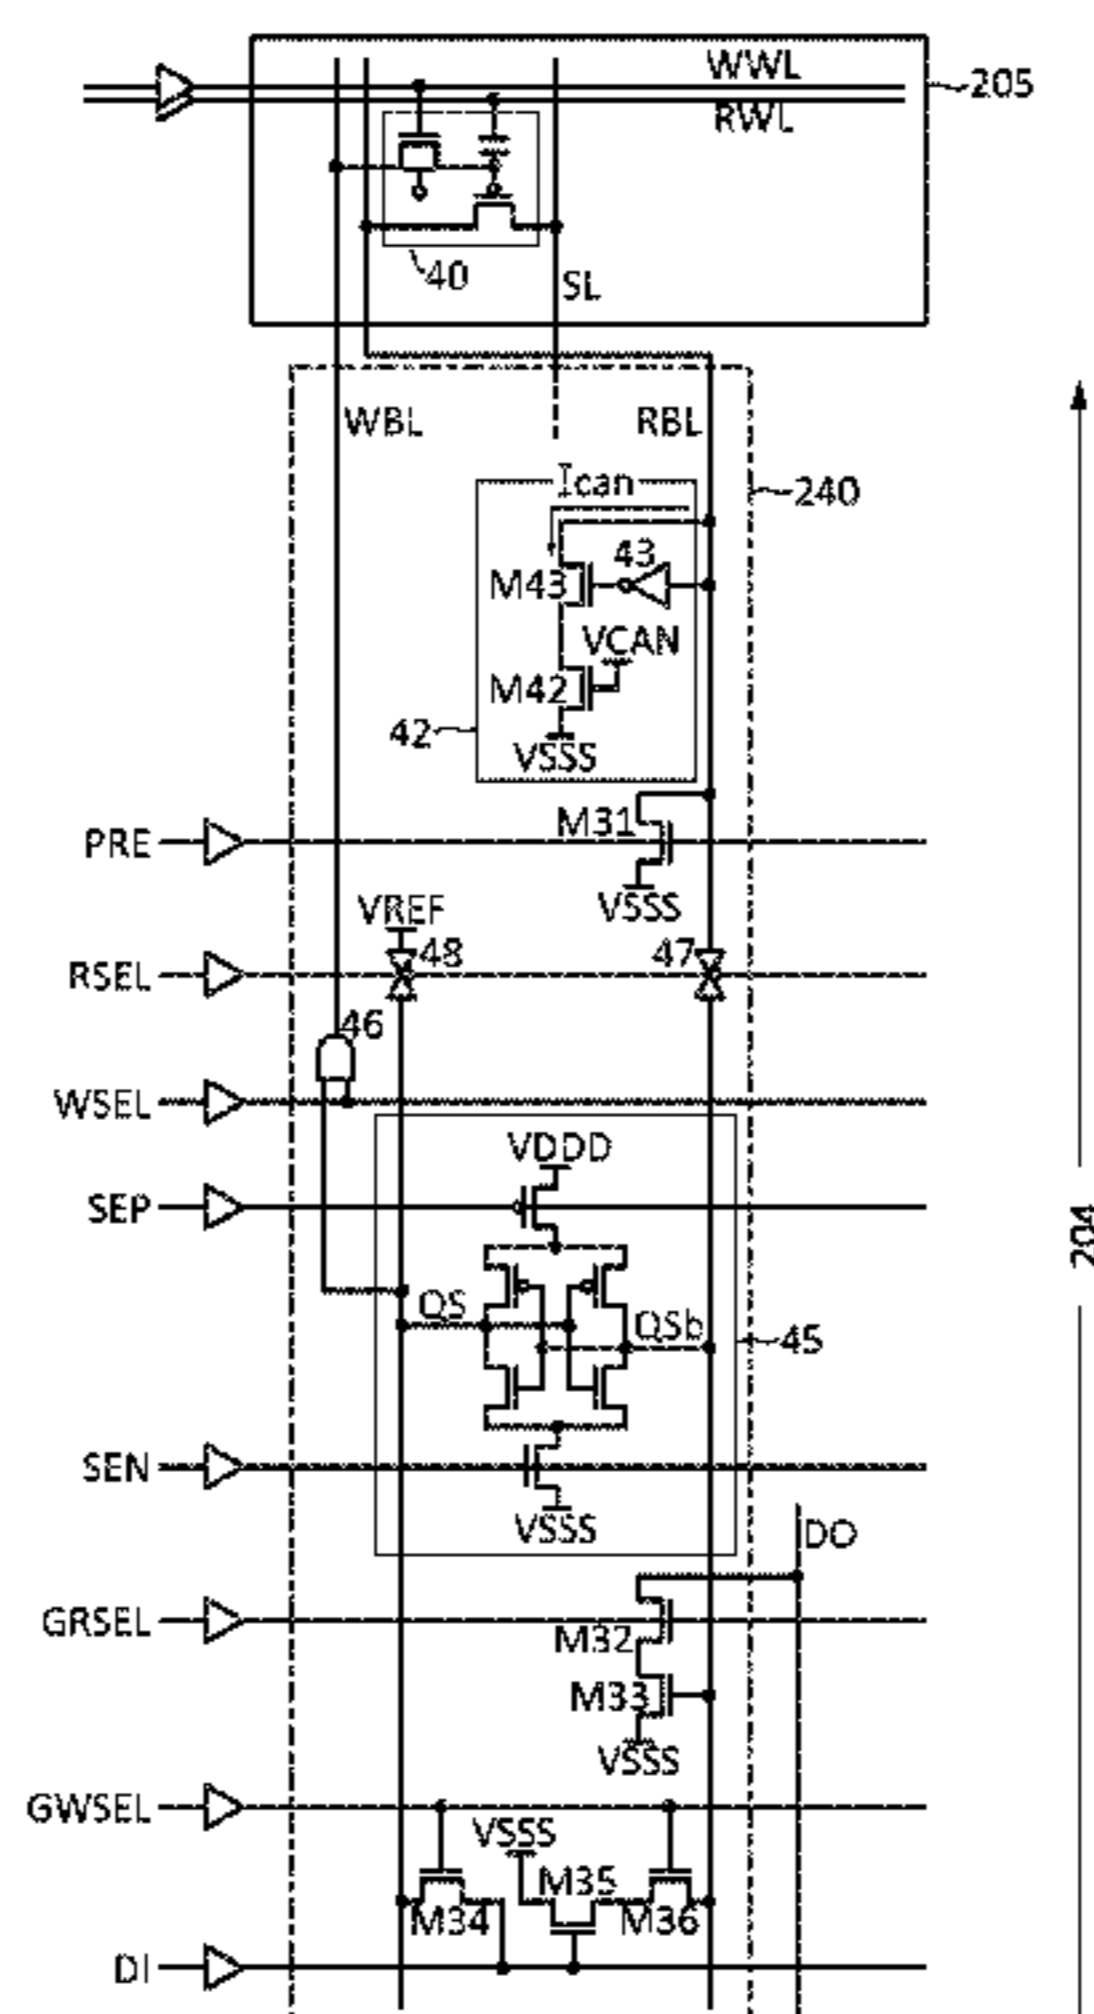 WWL
205
RWL
40
SL
WBL
RBL
Ican
240
43
M43
VCAN
M42
42
VSSS
M31
PRE
VSSS
VREF
48
47
RSEL
46
WSEL
VDDD
SEP
204
QS
QSb
45
SEN
VSSS
DO
GRSEL
M32
M33
VSSS
GWSEL
VSSS
M35
M34
M36
DI